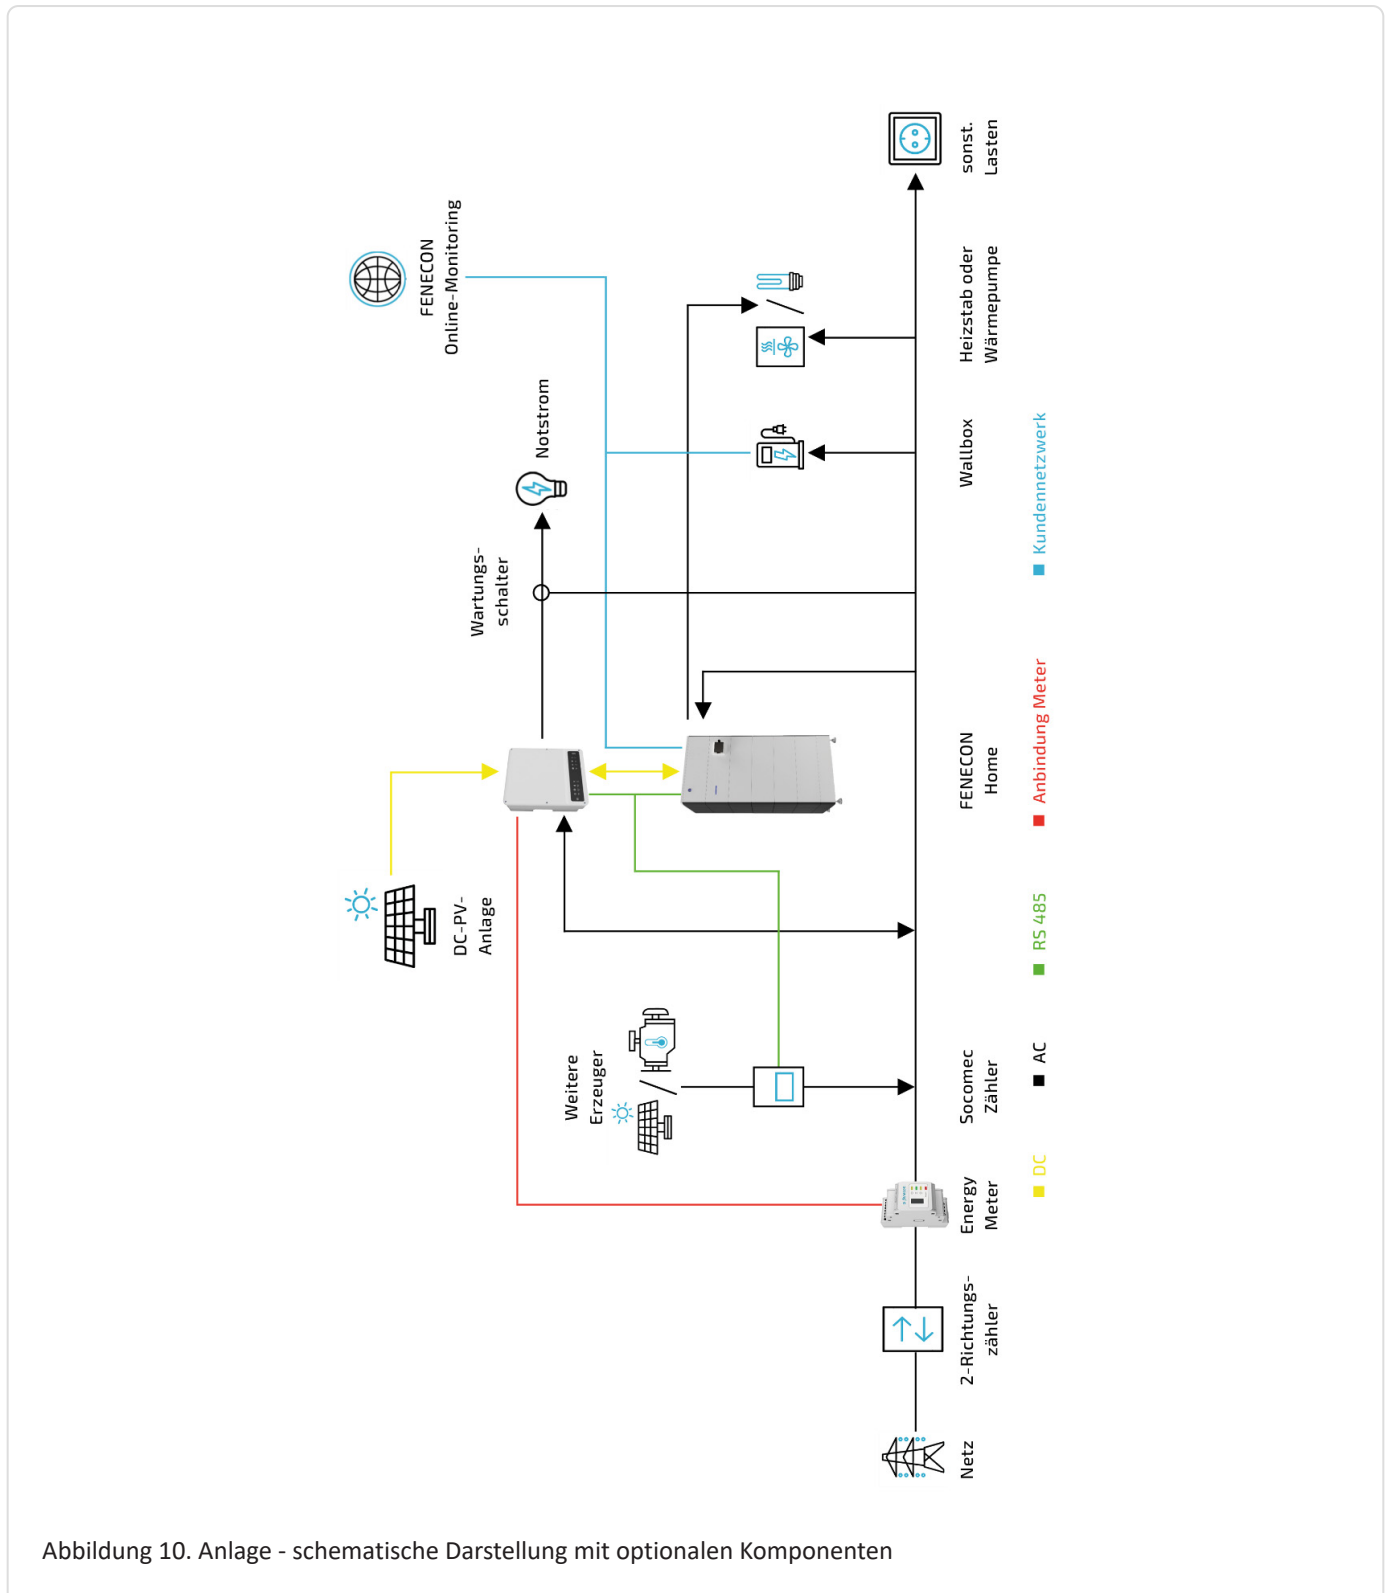 FENECON
Online-Monitoring
Notstrom
Wartungs-
schalter
DC-PV-
Anlage
Weitere
Erzeuger
Netz
2-Richtungs-
zähler
Energy
Meter
Socomec
Zähler
FENECON
Home
Wallbox
Heizstab oder
Wärmepumpe
sonst.
Lasten
DC
AC
RS 485
Anbindung Meter
Kundennetzwerk
Abbildung 10. Anlage - schematische Darstellung mit optionalen Komponenten